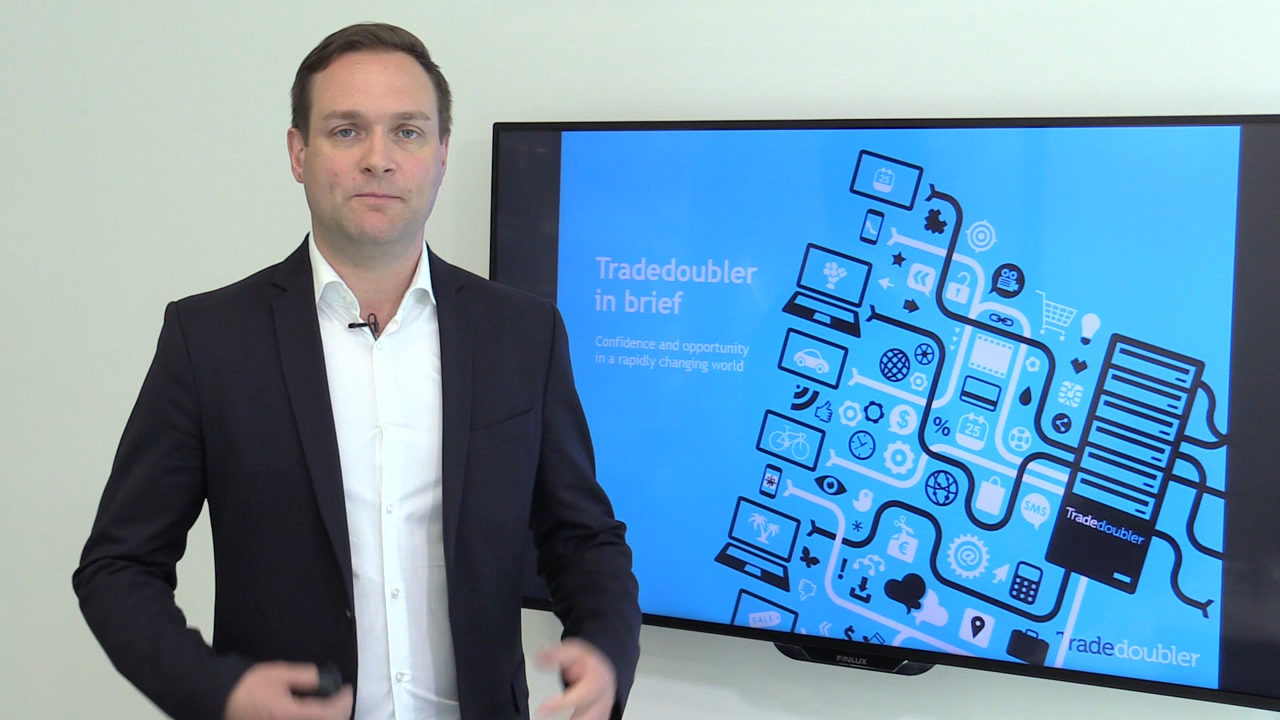 Tradedoubler
in brief
Confidence and opportunity
in a rapidly changing world
25
$
%
25
SMS
Tradedoubler
€
@
!
SALE
$
Tradedoubler
FINLUX